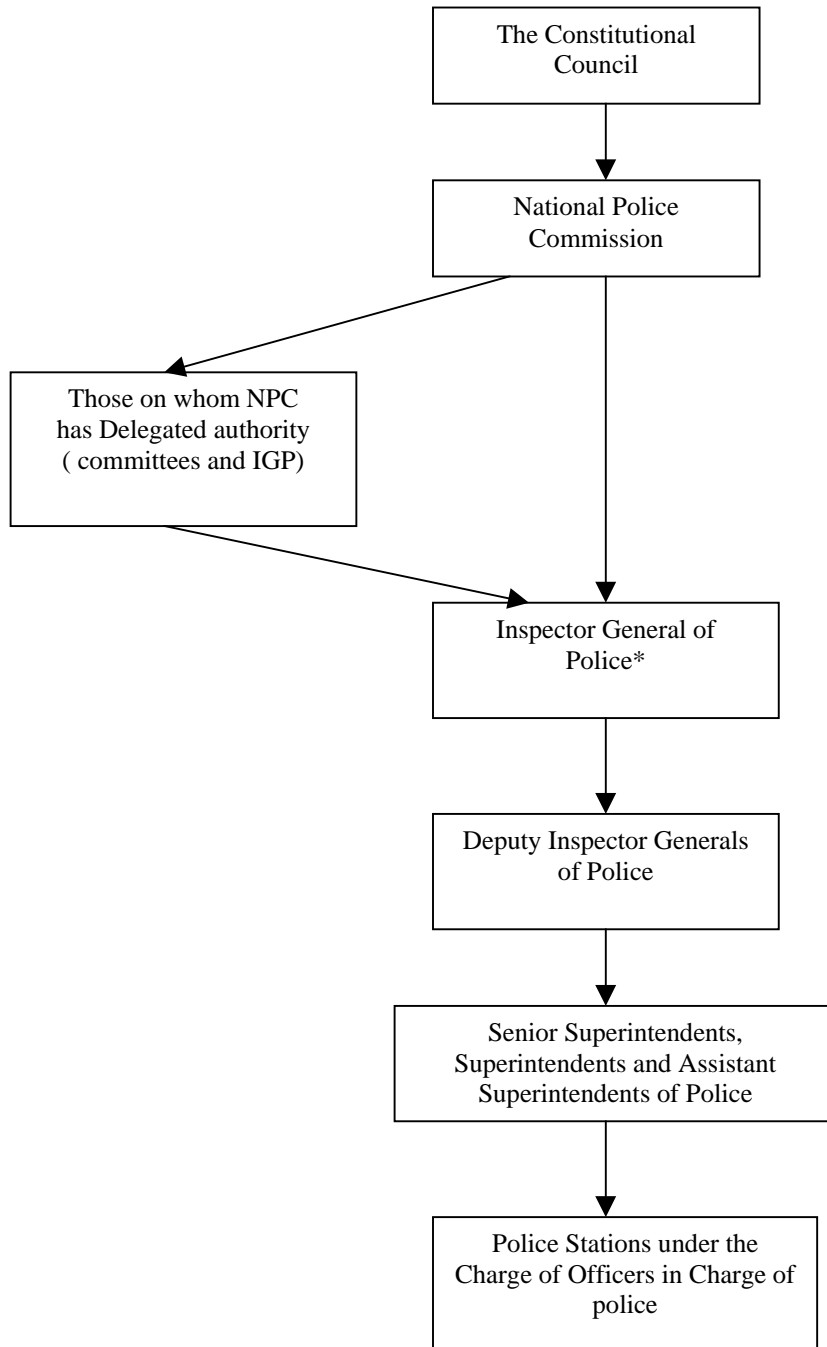 The Constitutional
Council
National Police
Commission
Those on whom NPC
has Delegated authority
( committees and IGP)
Inspector General of
Police*
Deputy Inspector Generals
of Police
Senior Superintendents,
Superintendents and Assistant
Superintendents of Police
Police Stations under the
Charge of Officers in Charge of
police